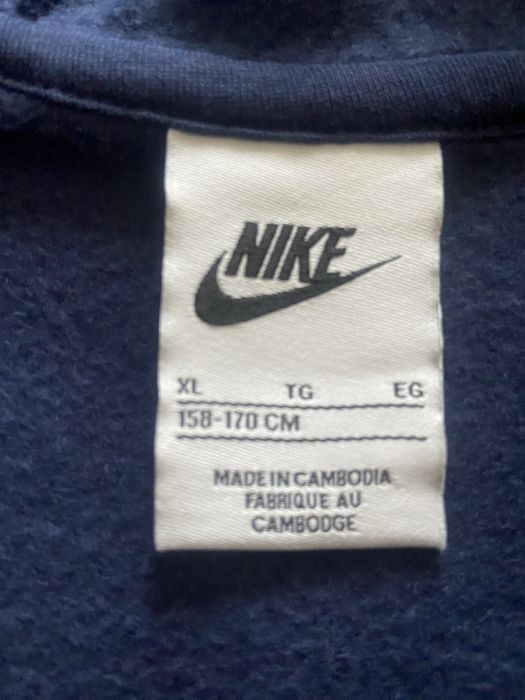 NIKE
XL TG EG
158-170 CM
MADE IN CAMBODIA
FABRIQUE AU
CAMBODGE